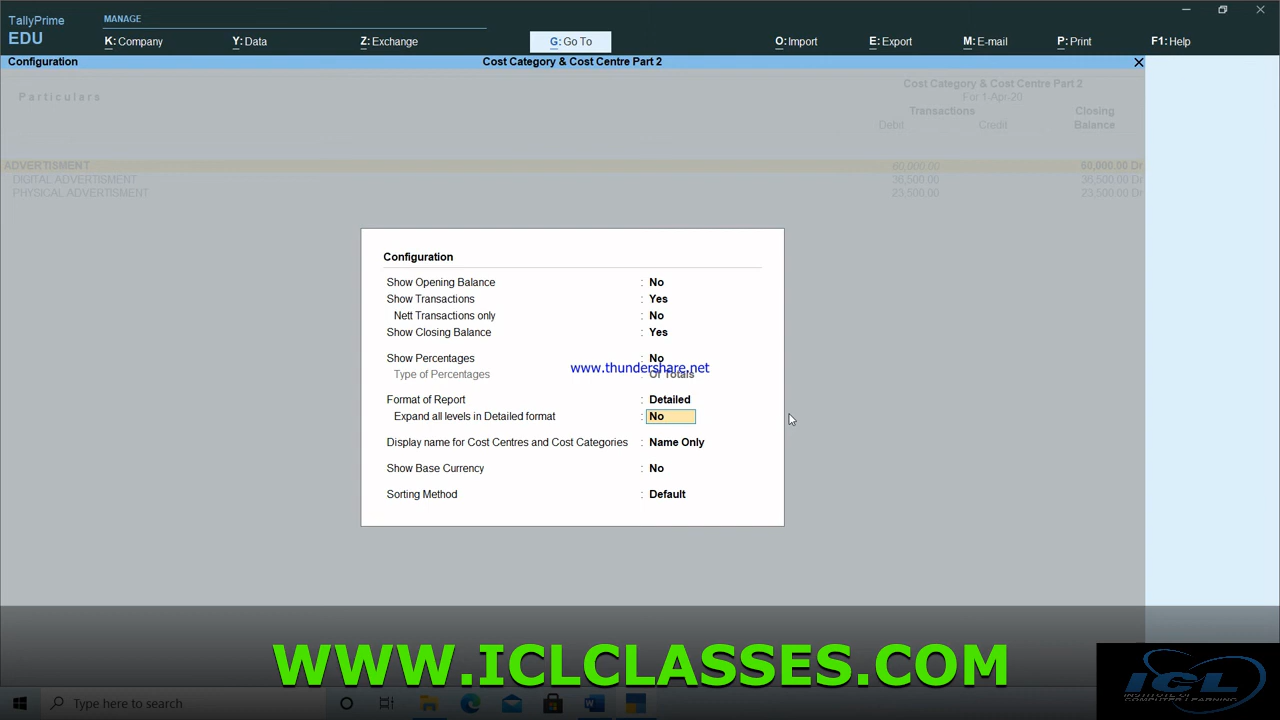 TallyPrime
EDU
MANAGE
K: Company
Y: Data
Z: Exchange
G: Go To
O: Import
E: Export
M: E-mail
P: Print
F1: Help
Configuration
Cost Category & Cost Centre Part 2
Particulars
Cost Category & Cost Centre Part 2
For 1-Apr-20
Transactions
Closing
Debit
Credit
Balance
ADVERTISMENT 60,000.00 60,000.00 Dr
DIGITAL ADVERTISMENT 36,500.00 36,500.00 Dr
PHYSICAL ADVERTISMENT 23,500.00 23,500.00 Dr
Configuration
Show Opening Balance : No
Show Transactions : Yes
Nett Transactions only : No
Show Closing Balance : Yes
Show Percentages : No
www.thundershare.net
Type of Percentages : Of Totals
Format of Report : Detailed
Expand all levels in Detailed format : No
Display name for Cost Centres and Cost Categories : Name Only
Show Base Currency : No
Sorting Method : Default
WWW.ICLCLASSES.COM
ICL
INSTITUTE OF
COMPUTER LEARNING
Type here to search